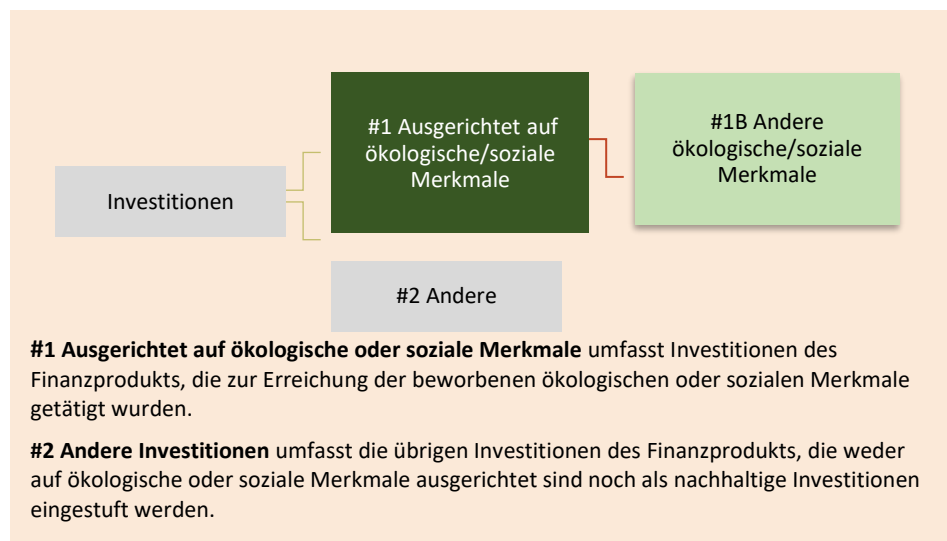 #1 Ausgerichtet auf
ökologische/soziale
Merkmale
#1B Andere
ökologische/soziale
Merkmale
Investitionen
#2 Andere
#1 Ausgerichtet auf ökologische oder soziale Merkmale umfasst Investitionen des
Finanzprodukts, die zur Erreichung der beworbenen ökologischen oder sozialen Merkmale
getätigt wurden.
#2 Andere Investitionen umfasst die übrigen Investitionen des Finanzprodukts, die weder
auf ökologische oder soziale Merkmale ausgerichtet sind noch als nachhaltige Investitionen
eingestuft werden.